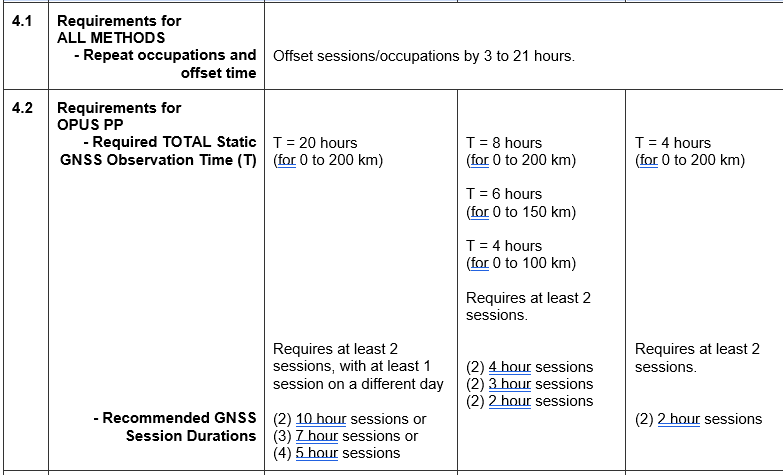 4.1
Requirements for
ALL METHODS
- Repeat occupations and
offset time
Offset sessions/occupations by 3 to 21 hours.
4.2
Requirements for
OPUS PP
- Required TOTAL Static
GNSS Observation Time (T)
T = 20 hours
(for 0 to 200 km)
Requires at least 2
sessions, with at least 1
session on a different day
T = 8 hours
(for 0 to 200 km)
T = 6 hours
(for 0 to 150 km)
T = 4 hours
(for 0 to 100 km)
Requires at least 2
sessions.
T = 4 hours
(for 0 to 200 km)
Requires at least 2
sessions.
- Recommended GNSS
Session Durations
(2) 10 hour sessions or
(3) 7 hour sessions or
(4) 5 hour sessions
(2) 4 hour sessions
(2) 3 hour sessions
(2) 2 hour sessions
(2) 2 hour sessions